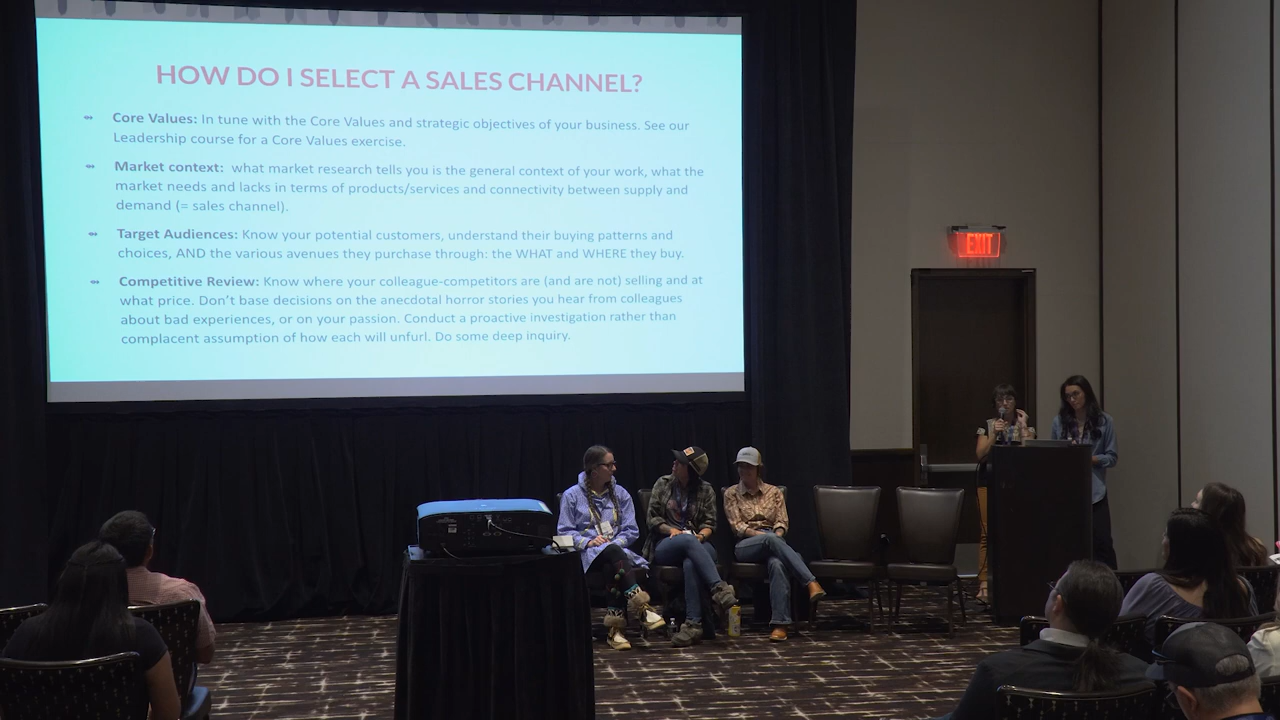 HOW DO I SELECT A SALES CHANNEL?
Core Values: In tune with the Core Values and strategic objectives of your business. See our
Leadership course for a Core Values exercise.
Market context: what market research tells you is the general context of your work, what the
market needs and lacks in terms of products/services and connectivity between supply and
demand (= sales channel).
Target Audiences: Know your potential customers, understand their buying patterns and
choices, AND the various avenues they purchase through: the WHAT and WHERE they buy.
Competitive Review: Know where your colleague-competitors are (and are not) selling and at
what price. Don't base decisions on the anecdotal horror stories you hear from colleagues
about bad experiences, or on your passion. Conduct a proactive investigation rather than
complacent assumption of how each will unfurl. Do some deep inquiry.
EXIT